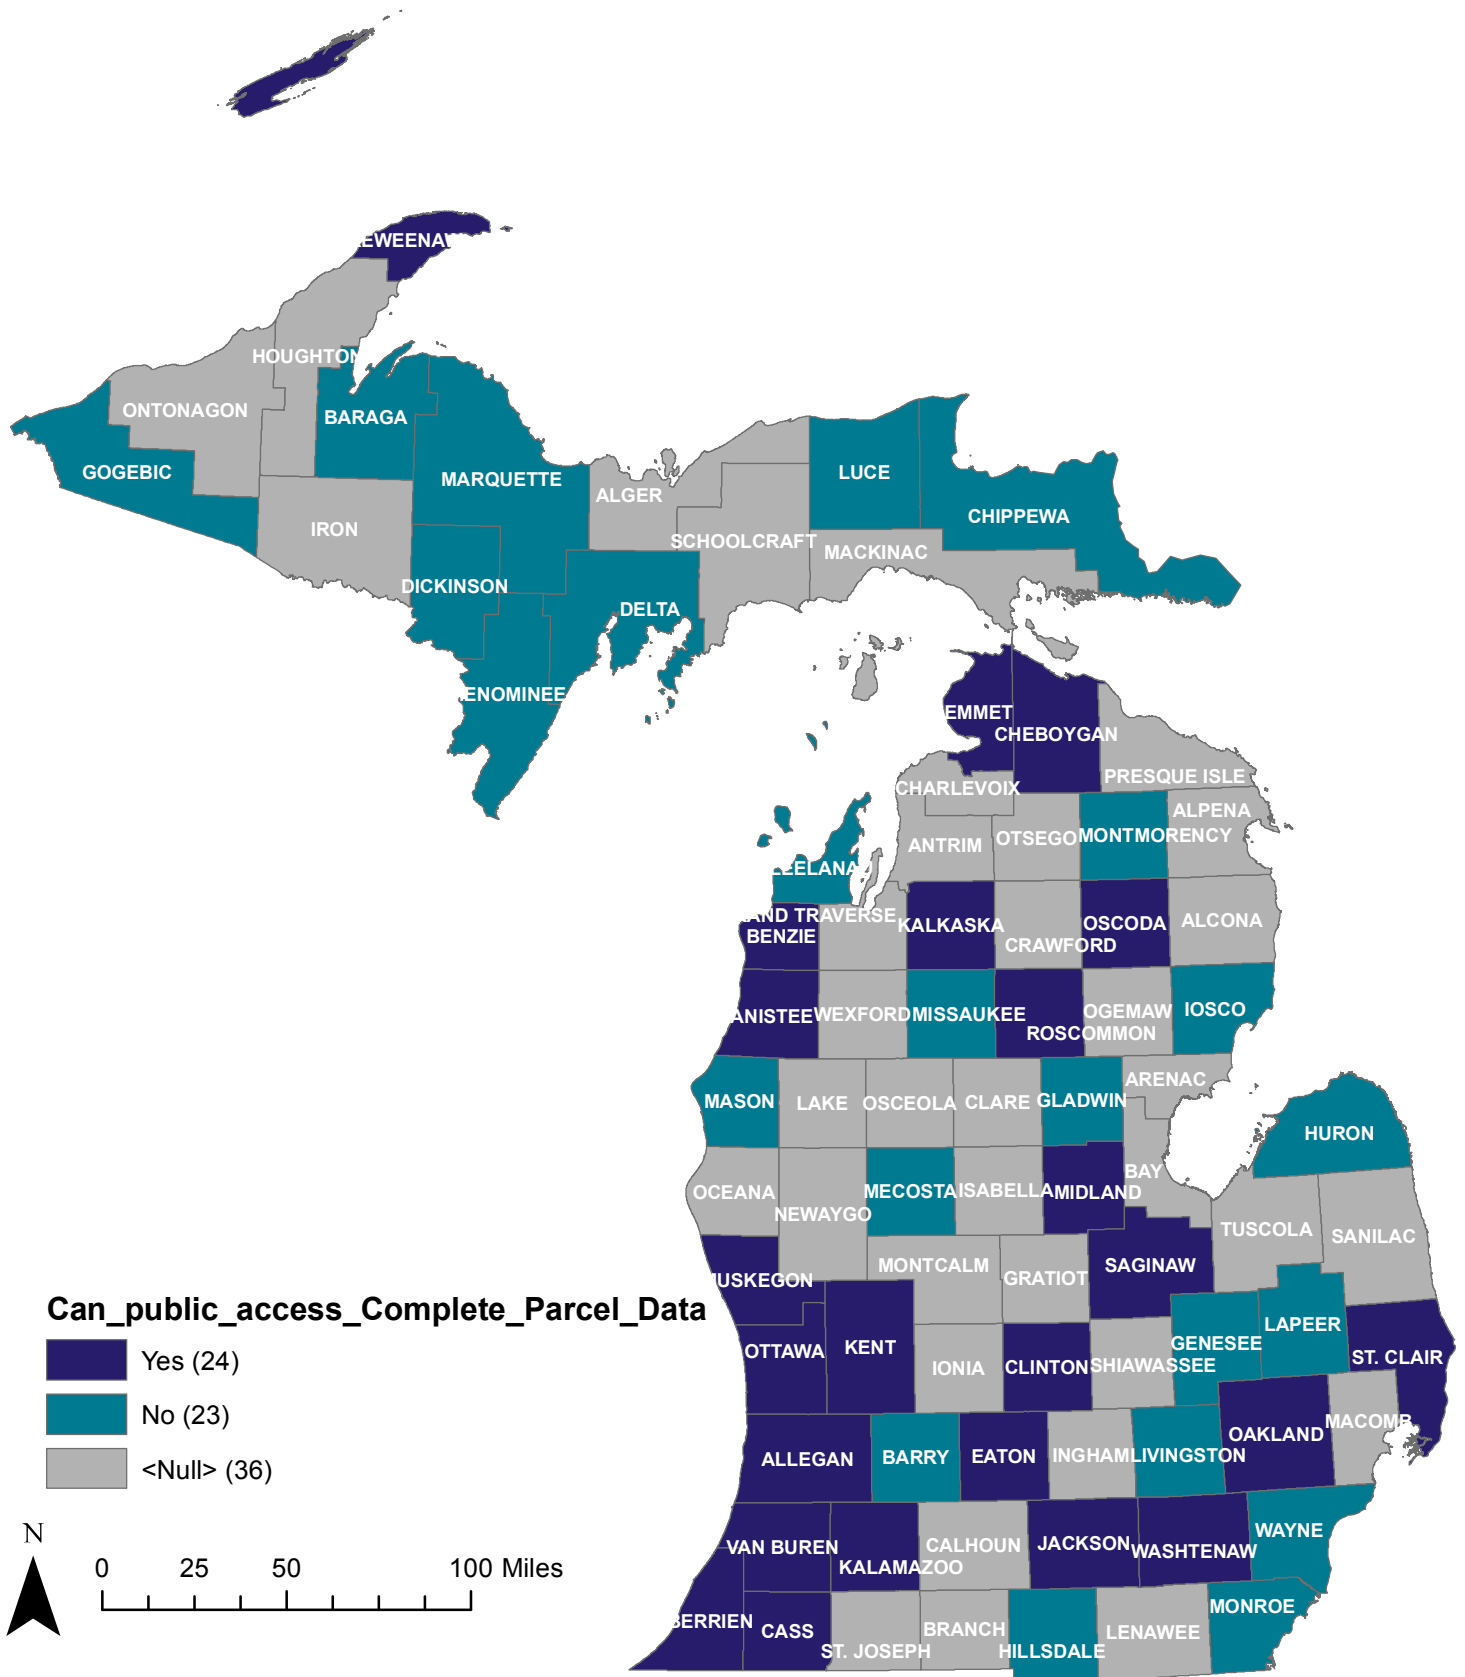 EWEENAW
HOUGHTON
ONTONAGON
BARAGA
GOGEBIC
MARQUETTE
LUCE
ALGER
CHIPPEWA
IRON
SCHOOLCRAFT
MACKINAC
DICKINSON
DELTA
ENOMINEE
EMMET
CHEBOYGAN
PRESQUE ISLE
CHARLEVOIX
ALPENA
ANTRIM
OTSEGO
MONTMORENCY
LEELANAU
AND TRAVERSE
BENZIE
KALKASKA
CRAWFORD
OSCODA
ALCONA
ANISTEE
WEXFORD
MISSAUKEE
ROSCOMMON
OGEMAW
IOSCO
ARENAC
MASON
LAKE
OSCEOLA
CLARE
GLADWIN
HURON
BAY
OCEANA
NEWAYGO
MECOSTA
ISABELLA
MIDLAND
TUSCOLA
SANILAC
MONTCALM
GRATIOT
SAGINAW
MUSKEGON
Can_public_access_Complete_Parcel_Data
Yes (24)
No (23)
<Null> (36)
OTTAWA
KENT
IONIA
CLINTON
SHIAWASSEE
GENESEE
LAPEER
ST. CLAIR
ALLEGAN
BARRY
EATON
INGHAM
LIVINGSTON
OAKLAND
MACOMB
VAN BUREN
KALAMAZOO
CALHOUN
JACKSON
WASHTENAW
WAYNE
BERRIEN
CASS
ST. JOSEPH
BRANCH
HILLSDALE
LENAWEE
MONROE
N
0 25 50 100 Miles